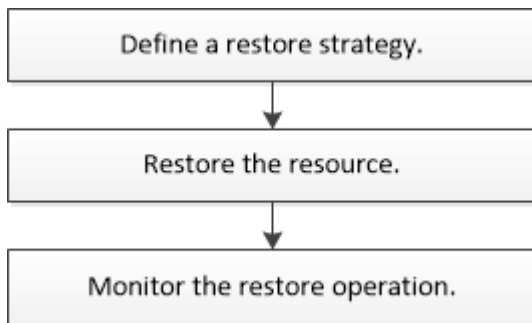 Define a restore strategy.
Restore the resource.
Monitor the restore operation.